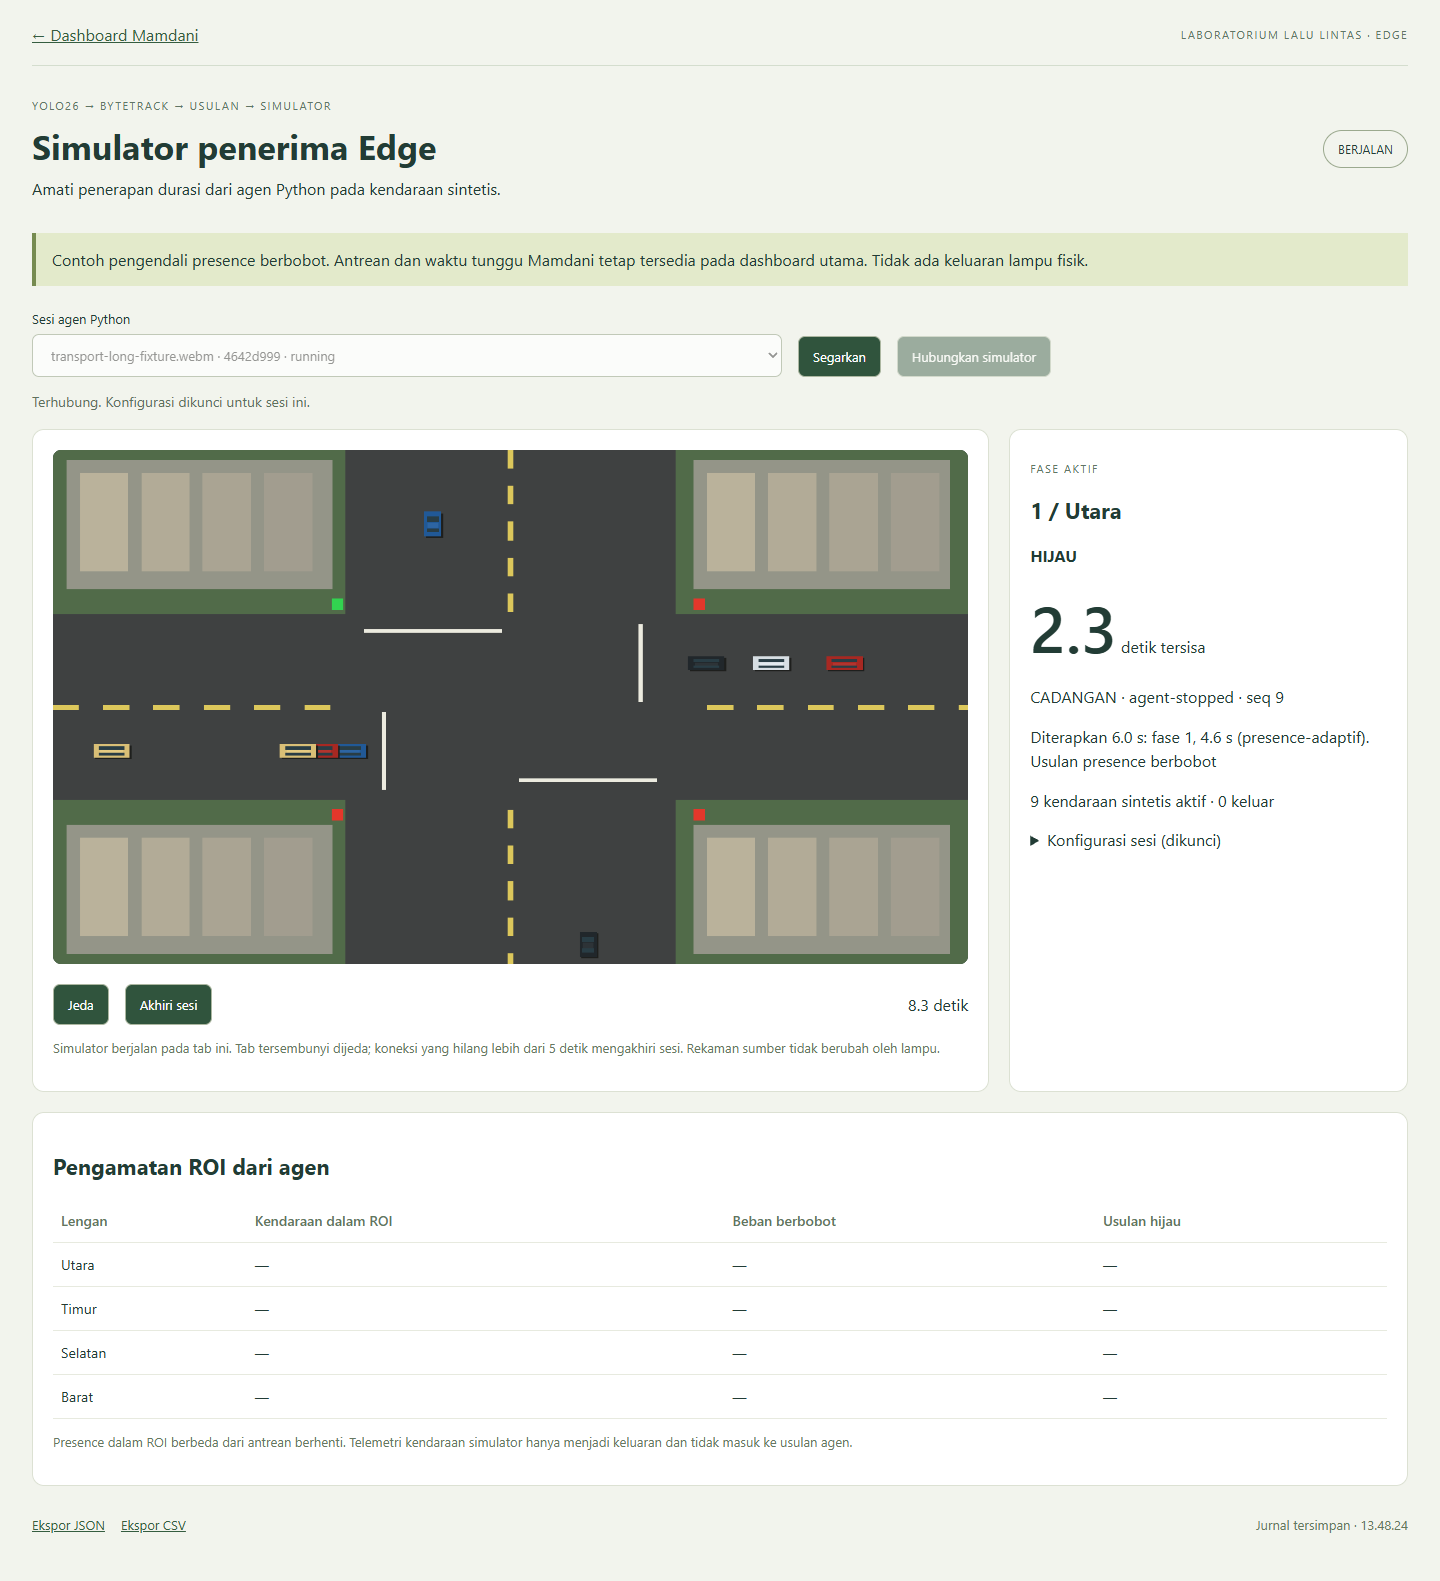 ← Dashboard Mamdani
LABORATORIUM LALU LINTAS · EDGE
YOLO26 → BYTETRACK → USULAN → SIMULATOR
Simulator penerima Edge
BERJALAN
Amati penerapan durasi dari agen Python pada kendaraan sintetis.
Contoh pengendali presence berbobot. Antrean dan waktu tunggu Mamdani tetap tersedia pada dashboard utama. Tidak ada keluaran lampu fisik.
Sesi agen Python
transport-long-fixture.webm · 4642d999 · running
Segarkan
Hubungkan simulator
Terhubung. Konfigurasi dikunci untuk sesi ini.
FASE AKTIF
1 / Utara
HIJAU
2.3 detik tersisa
CADANGAN · agent-stopped · seq 9
Diterapkan 6.0 s: fase 1, 4.6 s (presence-adaptif).
Usulan presence berbobot
9 kendaraan sintetis aktif · 0 keluar
▶ Konfigurasi sesi (dikunci)
Jeda
Akhiri sesi
8.3 detik
Simulator berjalan pada tab ini. Tab tersembunyi dijeda; koneksi yang hilang lebih dari 5 detik mengakhiri sesi. Rekaman sumber tidak berubah oleh lampu.
Pengamatan ROI dari agen
Lengan Kendaraan dalam ROI Beban berbobot Usulan hijau
Utara — — —
Timur — — —
Selatan — — —
Barat — — —
Presence dalam ROI berbeda dari antrean berhenti. Telemetri kendaraan simulator hanya menjadi keluaran dan tidak masuk ke usulan agen.
Ekspor JSON Ekspor CSV
Jurnal tersimpan · 13.48.24